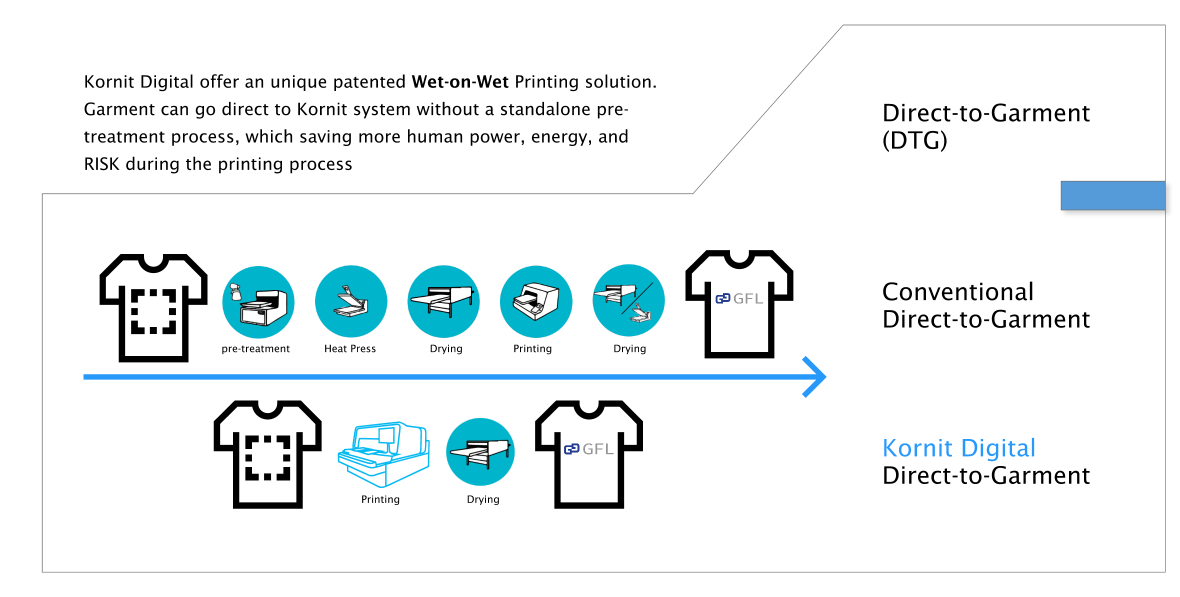 Kornit Digital offer an unique patented Wet-on-Wet Printing solution.
Garment can go direct to Kornit system without a standalone pre-
treatment process, which saving more human power, energy, and
RISK during the printing process
Direct-to-Garment
(DTG)
GFL
pre-treatment
Heat Press
Drying
Printing
Drying
Conventional
Direct-to-Garment
GFL
Printing
Drying
Kornit Digital
Direct-to-Garment